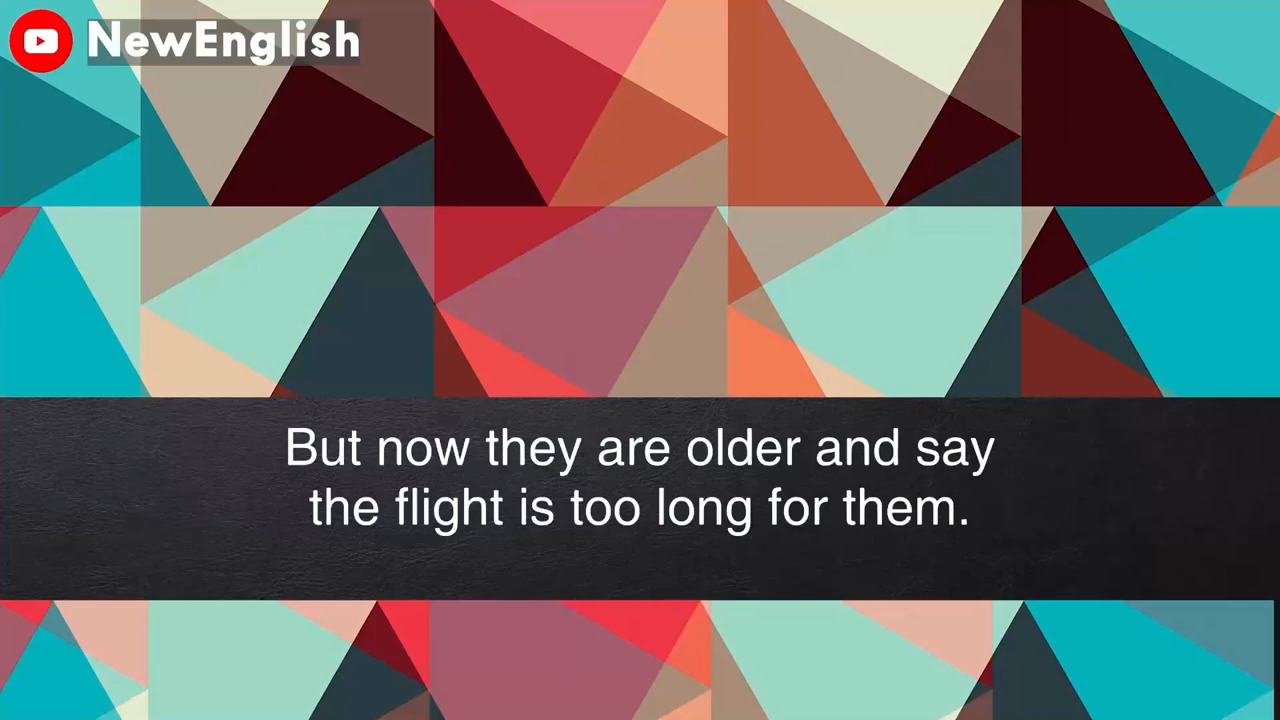 NewEnglish
But now they are older and say
the flight is too long for them.